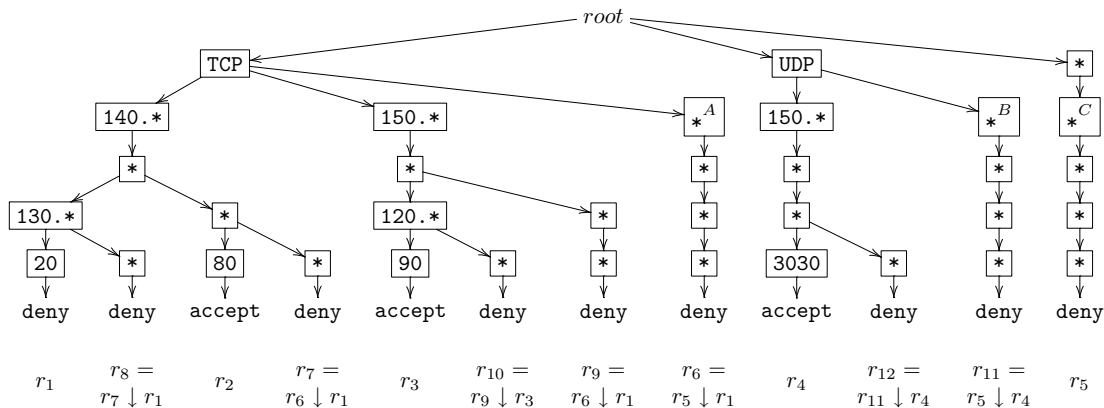 root
TCP UDP *
140.* 150.* *A 150.* *B *C
* * * * * *
130.* * 120.* * * * * *
20 * 80 * 90 * * * 3030 * * *
deny deny accept deny accept deny deny deny accept deny deny deny
r1 r8 = r7 ↓ r1 r2 r7 = r6 ↓ r1 r3 r10 = r9 ↓ r3 r9 = r6 ↓ r1 r6 = r5 ↓ r1 r4 r12 = r11 ↓ r4 r11 = r5 ↓ r4 r5